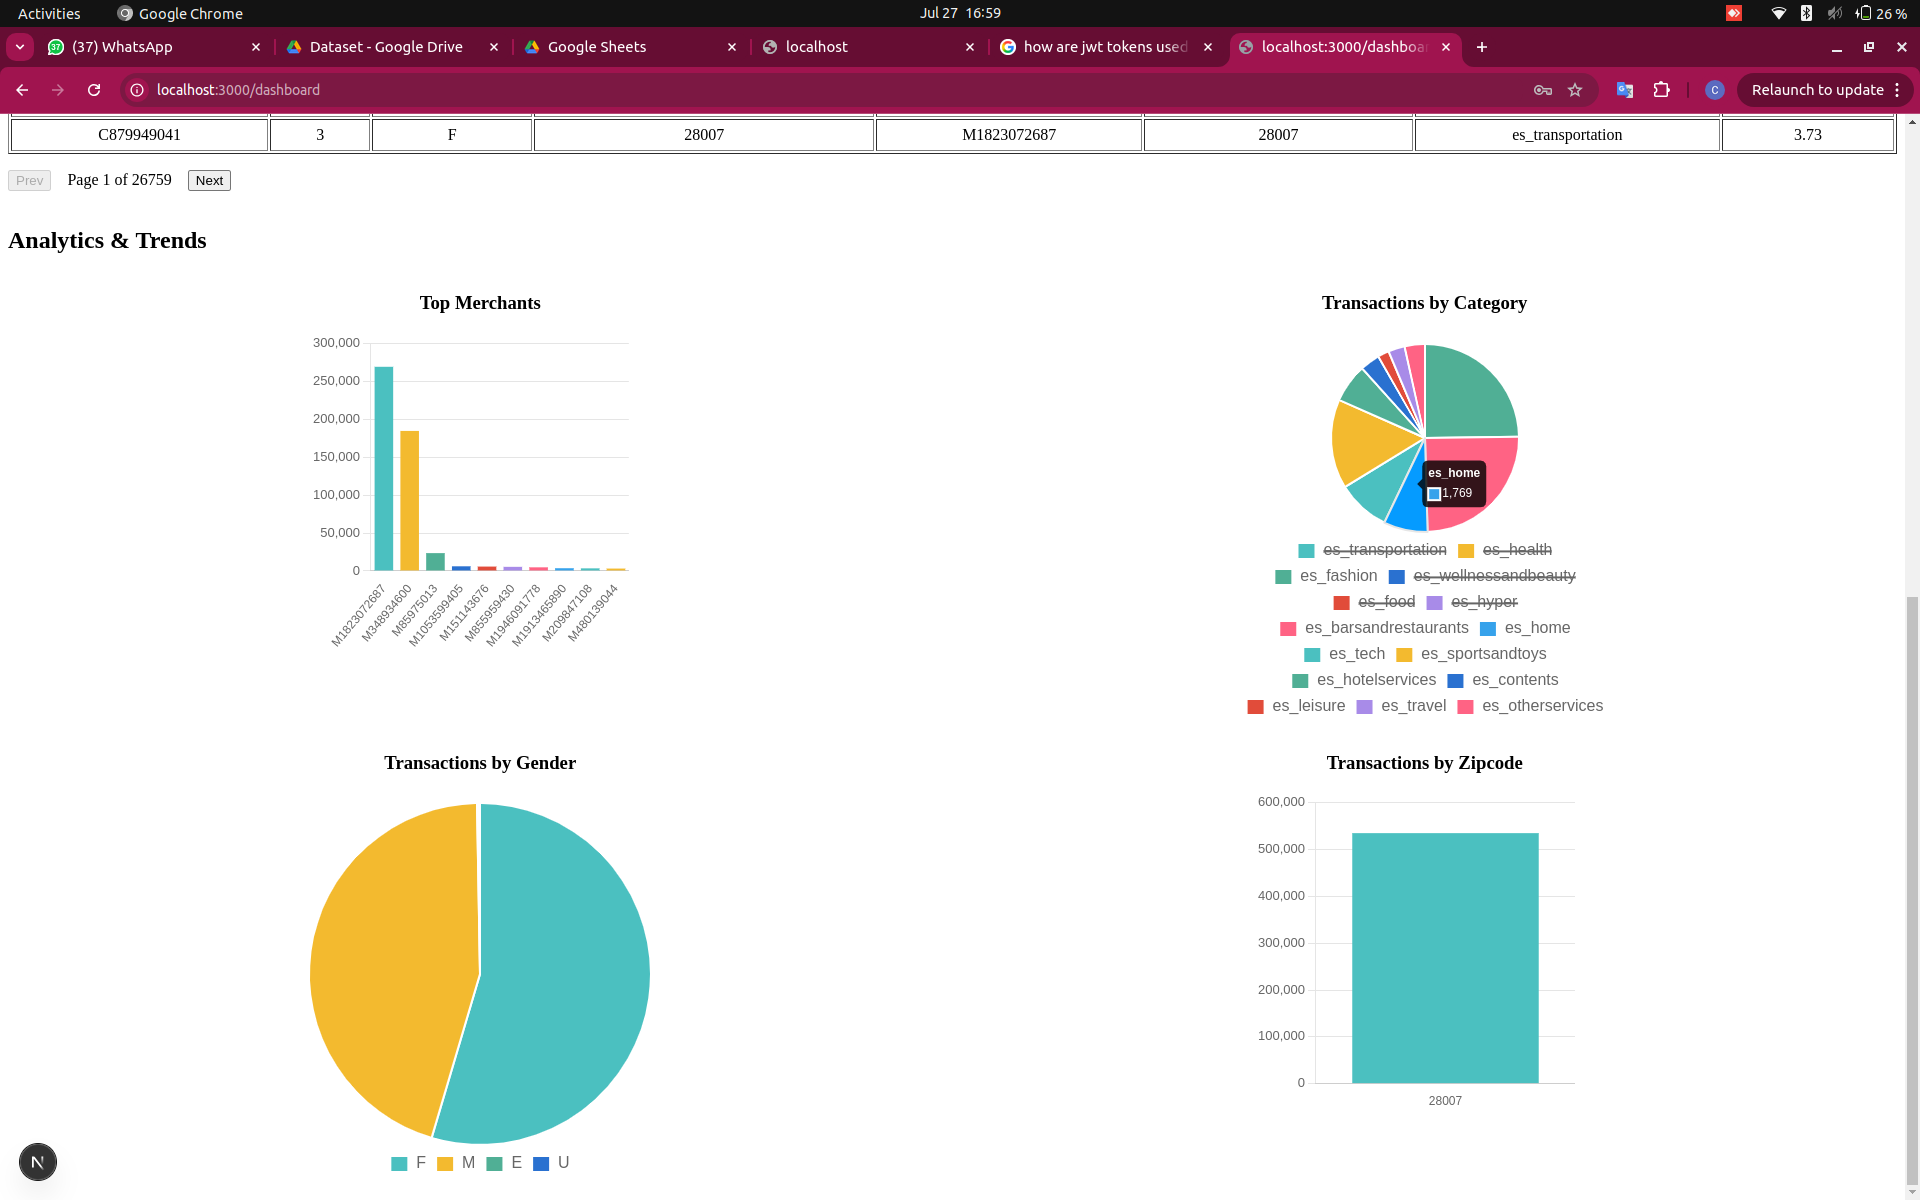 Activities Google Chrome Jul 27 16:59 26 %
37 (37) WhatsApp Dataset - Google Drive Google Sheets localhost how are jwt tokens used localhost:3000/dashboar
localhost:3000/dashboard C Relaunch to update
C879949041 3 F 28007 M1823072687 28007 es_transportation 3.73
Prev Page 1 of 26759 Next
Analytics & Trends
Top Merchants
300,000
250,000
200,000
150,000
100,000
50,000
0
M1823072687 M348934600 M85975013 M1053599405 M151143676 M855959430 M1946091778 M1913465890 M209847108 M480139044
Transactions by Category
es_home
1,769
es_transportation es_health
es_fashion es_wellnessandbeauty
es_food es_hyper
es_barsandrestaurants es_home
es_tech es_sportsandtoys
es_hotelservices es_contents
es_leisure es_travel es_otherservices
Transactions by Gender
F M E U
Transactions by Zipcode
600,000
500,000
400,000
300,000
200,000
100,000
0
28007
N